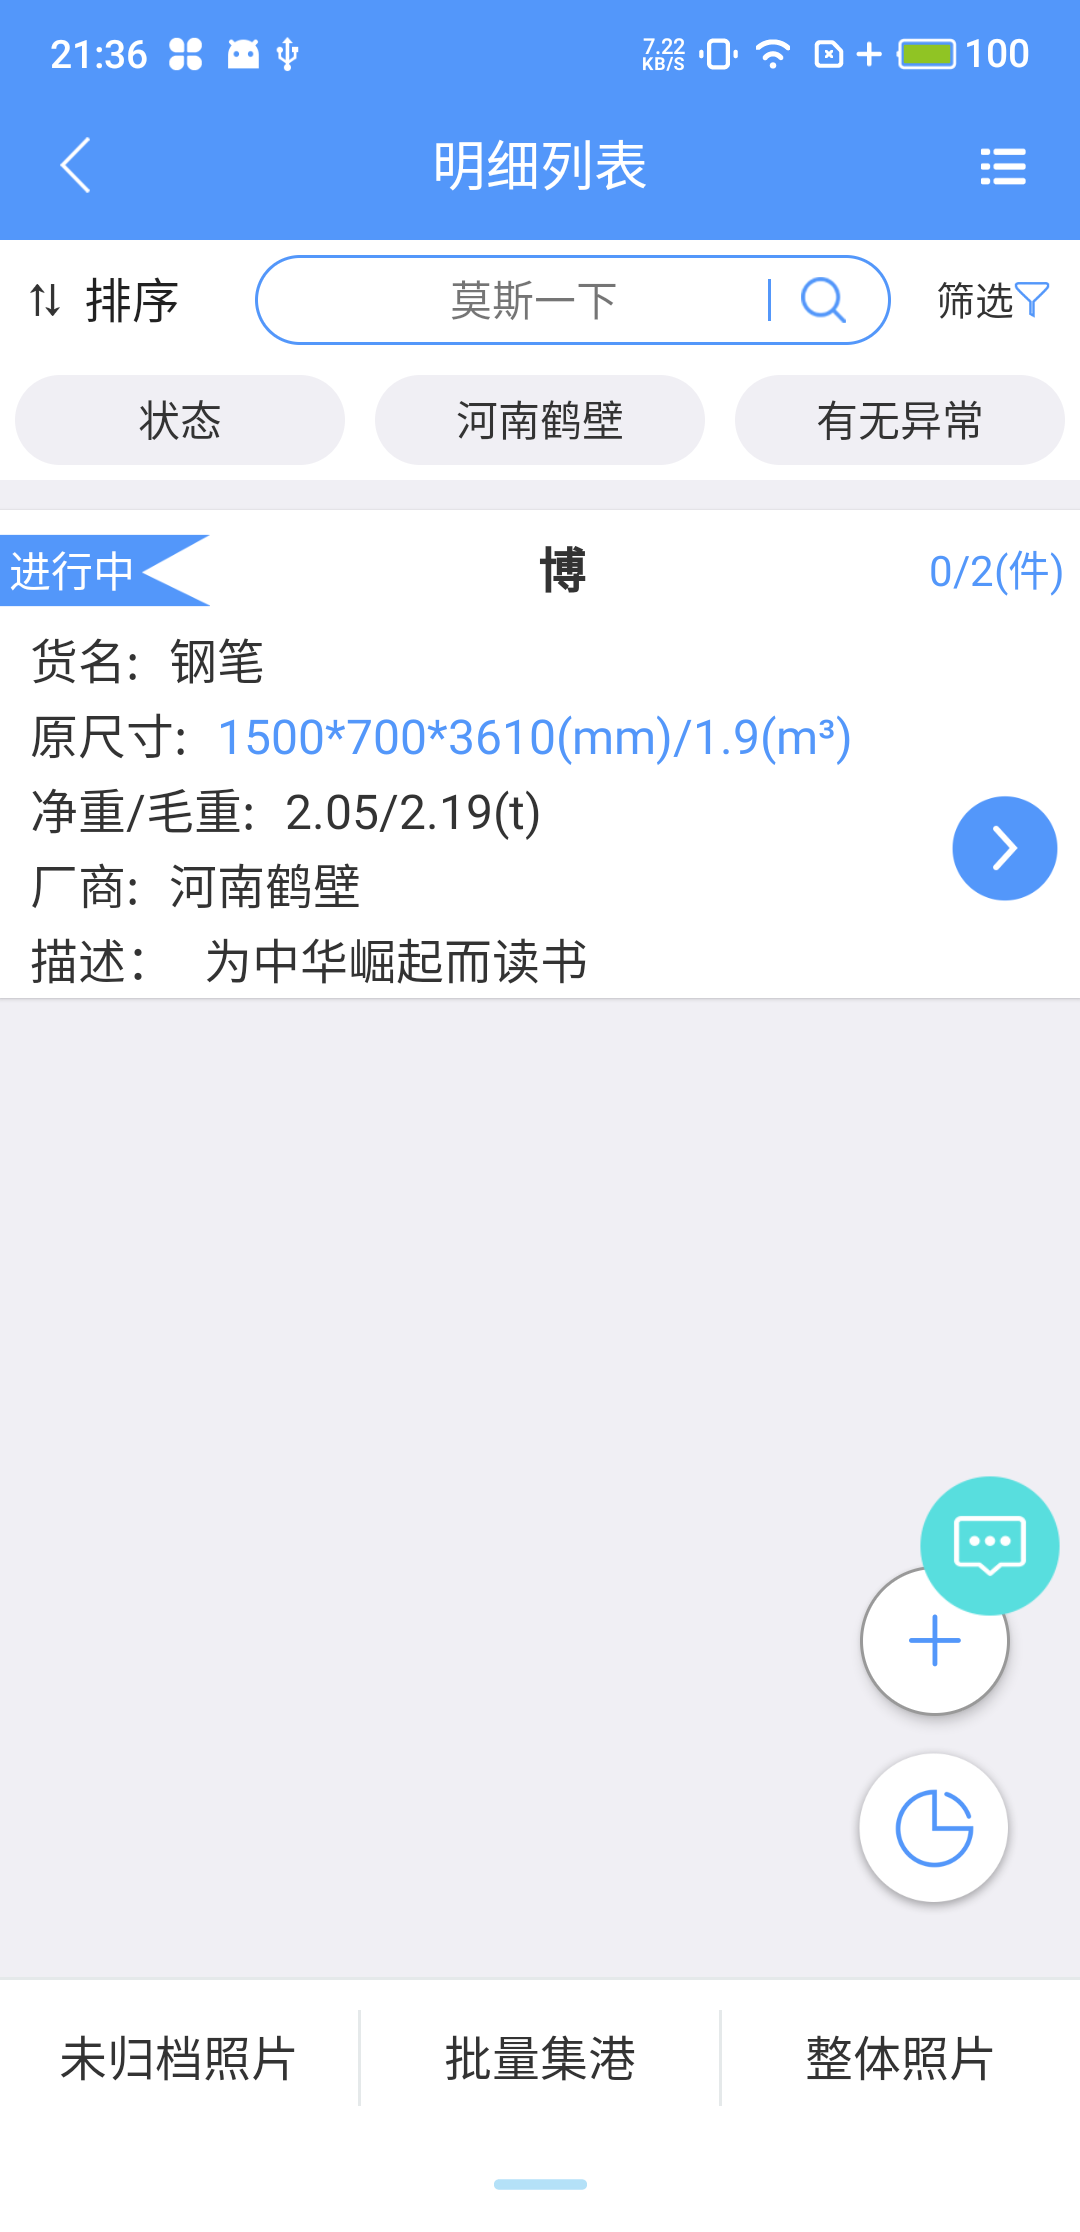 21:36
7.22 KB/S
100
明细列表
排序
莫斯一下
筛选
状态
河南鹤壁
有无异常
进行中
博
0/2(件)
货名: 钢笔
原尺寸: 1500*700*3610(mm)/1.9(m³)
净重/毛重: 2.05/2.19(t)
厂商: 河南鹤壁
描述: 为中华崛起而读书
未归档照片
批量集港
整体照片